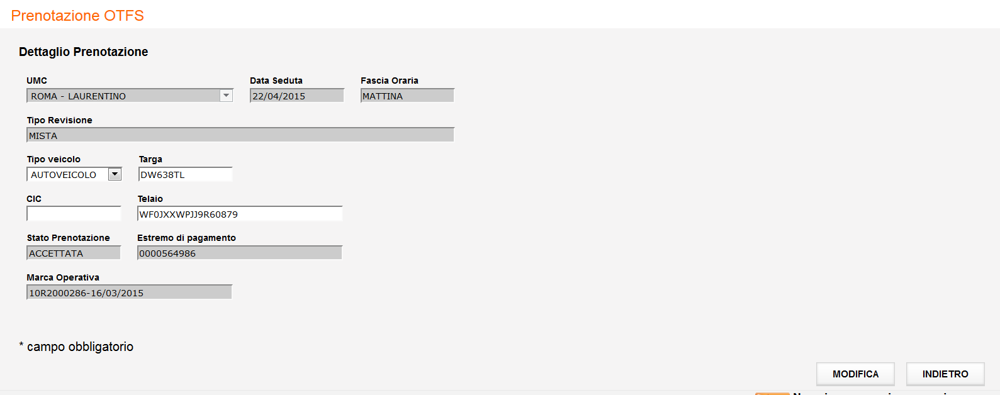 Prenotazione OTFS
Dettaglio Prenotazione
UMC Data Seduta Fascia Oraria
ROMA - LAURENTINO 22/04/2015 MATTINA
Tipo Revisione
MISTA
Tipo veicolo Targa
AUTOVEICOLO DW638TL
CIC Telaio
WF0JXXWPJJ9R60879
Stato Prenotazione Estremo di pagamento
ACCETTATA 0000564986
Marca Operativa
10R2000286-16/03/2015
* campo obbligatorio
MODIFICA INDIETRO